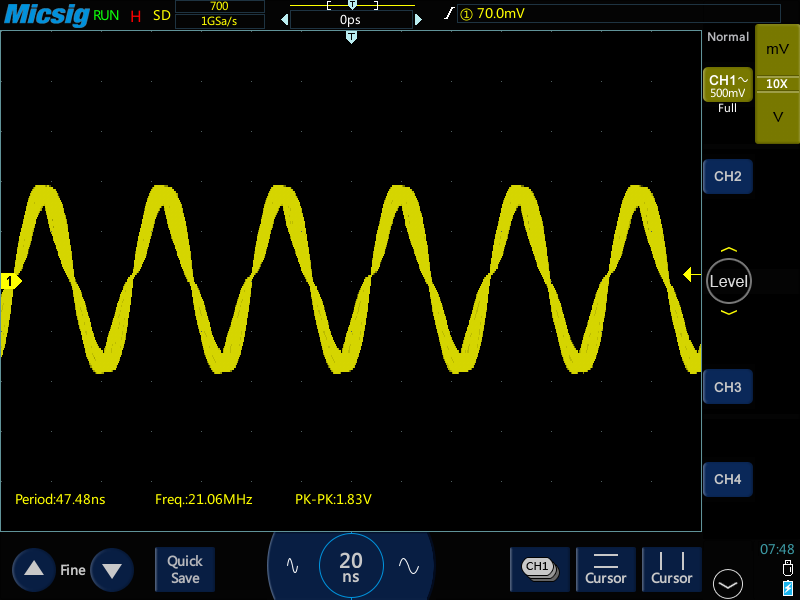 Micsig RUN H SD 700 1GSa/s 0ps ① 70.0mV
T
T
Normal
mV
CH1~
500mV
10X
Full
V
CH2
1
Level
CH3
CH4
Period:47.48ns Freq.:21.06MHz PK-PK:1.83V
Fine
Quick
Save
20
ns
CH1
Cursor
Cursor
07:48